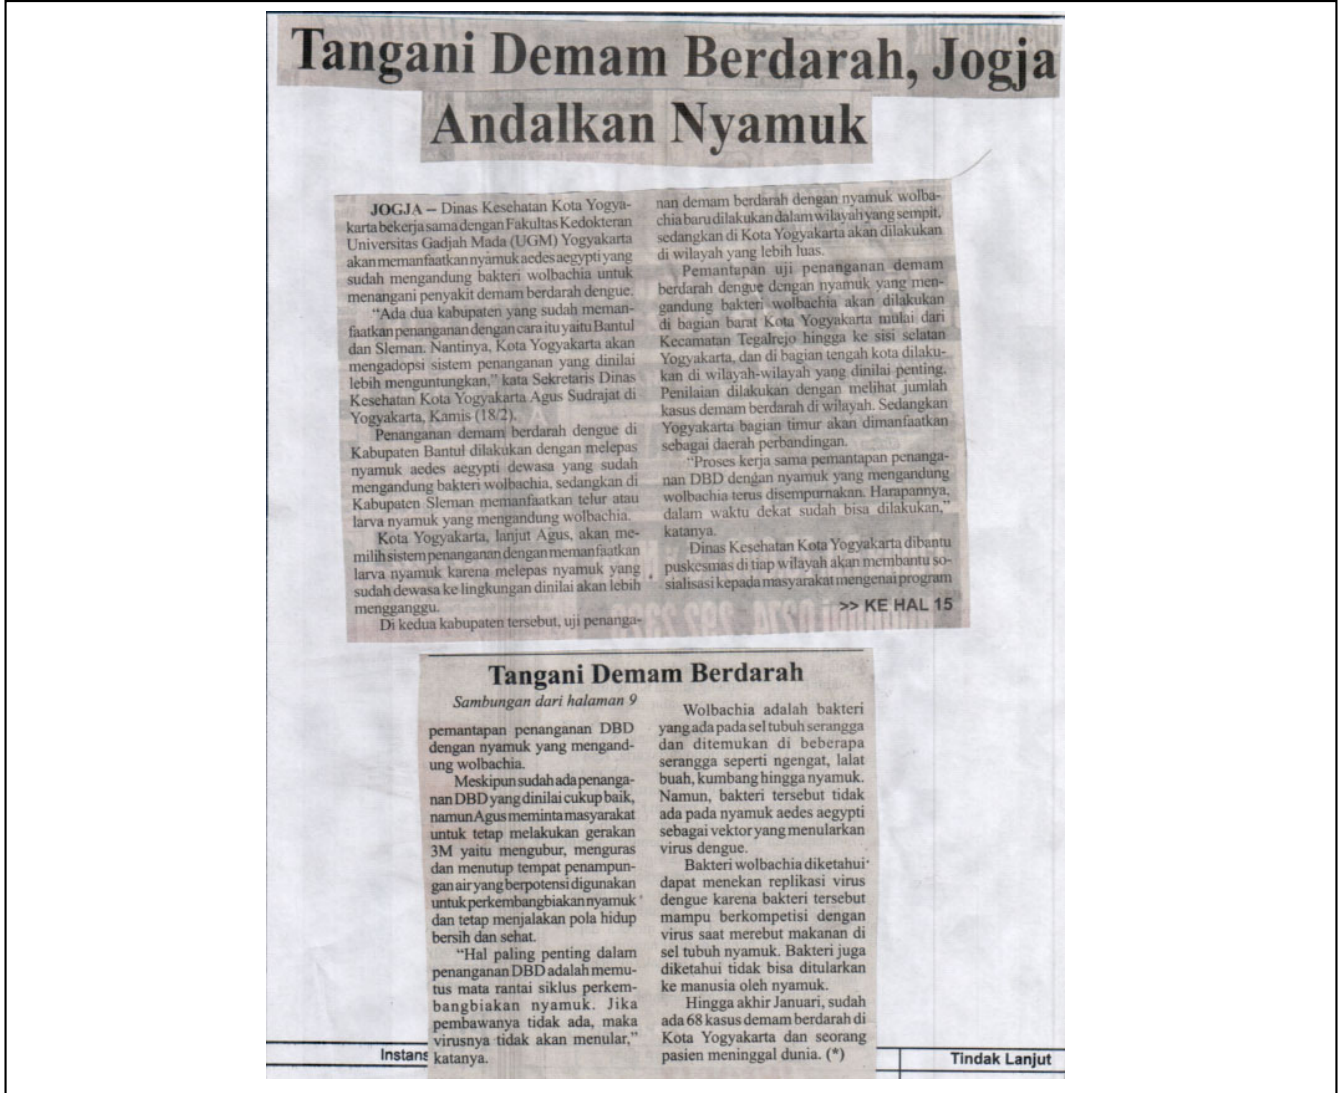 Tangani Demam Berdarah, Jogja
Andalkan Nyamuk
JOGJA – Dinas Kesehatan Kota Yogya-
karta bekerja sama dengan Fakultas Kedokteran
Universitas Gadjah Mada (UGM) Yogyakarta
akan memanfaatkan nyamuk aedes aegypti yang
sudah mengandung bakteri wolbachia untuk
menangani penyakit demam berdarah dengue.
“Ada dua kabupaten yang sudah meman-
faatkan penanganan dengan cara itu yaitu Bantul
dan Sleman. Nantinya, Kota Yogyakarta akan
mengadopsi sistem penanganan yang dinilai
lebih menguntungkan,” kata Sekretaris Dinas
Kesehatan Kota Yogyakarta Agus Sudrajat di
Yogyakarta, Kamis (18/2).
Penanganan demam berdarah dengue di
Kabupaten Bantul dilakukan dengan melepas
nyamuk aedes aegypti dewasa yang sudah
mengandung bakteri wolbachia, sedangkan di
Kabupaten Sleman memanfaatkan telur atau
larva nyamuk yang mengandung wolbachia.
Kota Yogyakarta, lanjut Agus, akan me-
milih sistem penanganan dengan memanfaatkan
larva nyamuk karena melepas nyamuk yang
sudah dewasa ke lingkungan dinilai akan lebih
mengganggu.
Di kedua kabupaten tersebut, uji penanga-
nan demam berdarah dengan nyamuk wolba-
chia baru dilakukan dalam wilayah yang sempit,
sedangkan di Kota Yogyakarta akan dilakukan
di wilayah yang lebih luas.
Pemantapan uji penanganan demam
berdarah dengue dengan nyamuk yang men-
gandung bakteri wolbachia akan dilakukan
di bagian barat Kota Yogyakarta mulai dari
Kecamatan Tegalrejo hingga ke sisi selatan
Yogyakarta, dan di bagian tengah kota dilaku-
kan di wilayah-wilayah yang dinilai penting.
Penilaian dilakukan dengan melihat jumlah
kasus demam berdarah di wilayah. Sedangkan
Yogyakarta bagian timur akan dimanfaatkan
sebagai daerah perbandingan.
“Proses kerja sama pemantapan penanga-
nan DBD dengan nyamuk yang mengandung
wolbachia terus disempurnakan. Harapannya,
dalam waktu dekat sudah bisa dilakukan,”
katanya.
Dinas Kesehatan Kota Yogyakarta dibantu
puskesmas di tiap wilayah akan membantu so-
sialisasi kepada masyarakat mengenai program
>> KE HAL 15
Tangani Demam Berdarah
Sambungan dari halaman 9
pemantapan penanganan DBD
dengan nyamuk yang mengand-
ung wolbachia.
Meskipun sudah ada penanga-
nan DBD yang dinilai cukup baik,
namun Agus meminta masyarakat
untuk tetap melakukan gerakan
3M yaitu mengubur, menguras
dan menutup tempat penampun-
gan air yang berpotensi digunakan
untuk perkembangbiakan nyamuk
dan tetap menjalakan pola hidup
bersih dan sehat.
“Hal paling penting dalam
penanganan DBD adalah memu-
tus mata rantai siklus perkem-
bangbiakan nyamuk. Jika
pembawanya tidak ada, maka
virusnya tidak akan menular,”
katanya.
Wolbachia adalah bakteri
yang ada pada sel tubuh serangga
dan ditemukan di beberapa
serangga seperti ngengat, lalat
buah, kumbang hingga nyamuk.
Namun, bakteri tersebut tidak
ada pada nyamuk aedes aegypti
sebagai vektor yang menularkan
virus dengue.
Bakteri wolbachia diketahui
dapat menekan replikasi virus
dengue karena bakteri tersebut
mampu berkompetisi dengan
virus saat merebut makanan di
sel tubuh nyamuk. Bakteri juga
diketahui tidak bisa ditularkan
ke manusia oleh nyamuk.
Hingga akhir Januari, sudah
ada 68 kasus demam berdarah di
Kota Yogyakarta dan seorang
pasien meninggal dunia. (*)
Instans
Tindak Lanjut